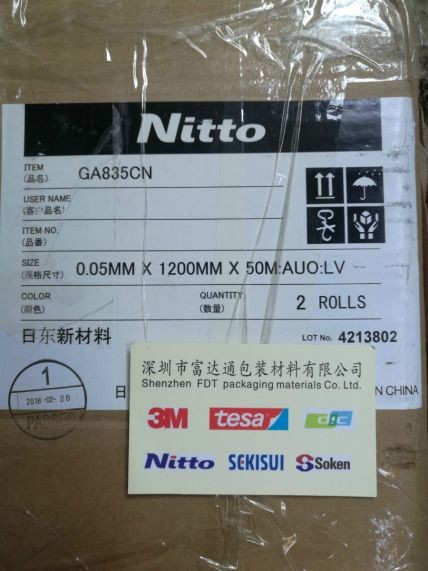 Nitto
ITEM
(品名)
GA835CN
USER NAME
(客户品名)
ITEM NO.
(品番)
SIZE
(规格尺寸)
0.05MM X 1200MM X 50M:AUO:LV
COLOR
(颜色)
QUANTITY
(数量)
2 ROLLS
日东新材料
LOT No. 4213802
1
2018-02-26
PASSED
日
CHINA
深圳市富达通包装材料有限公司
Shenzhen FDT packaging materials Co. Ltd.
3M
tesa
dic
Nitto
SEKISUI
Soken